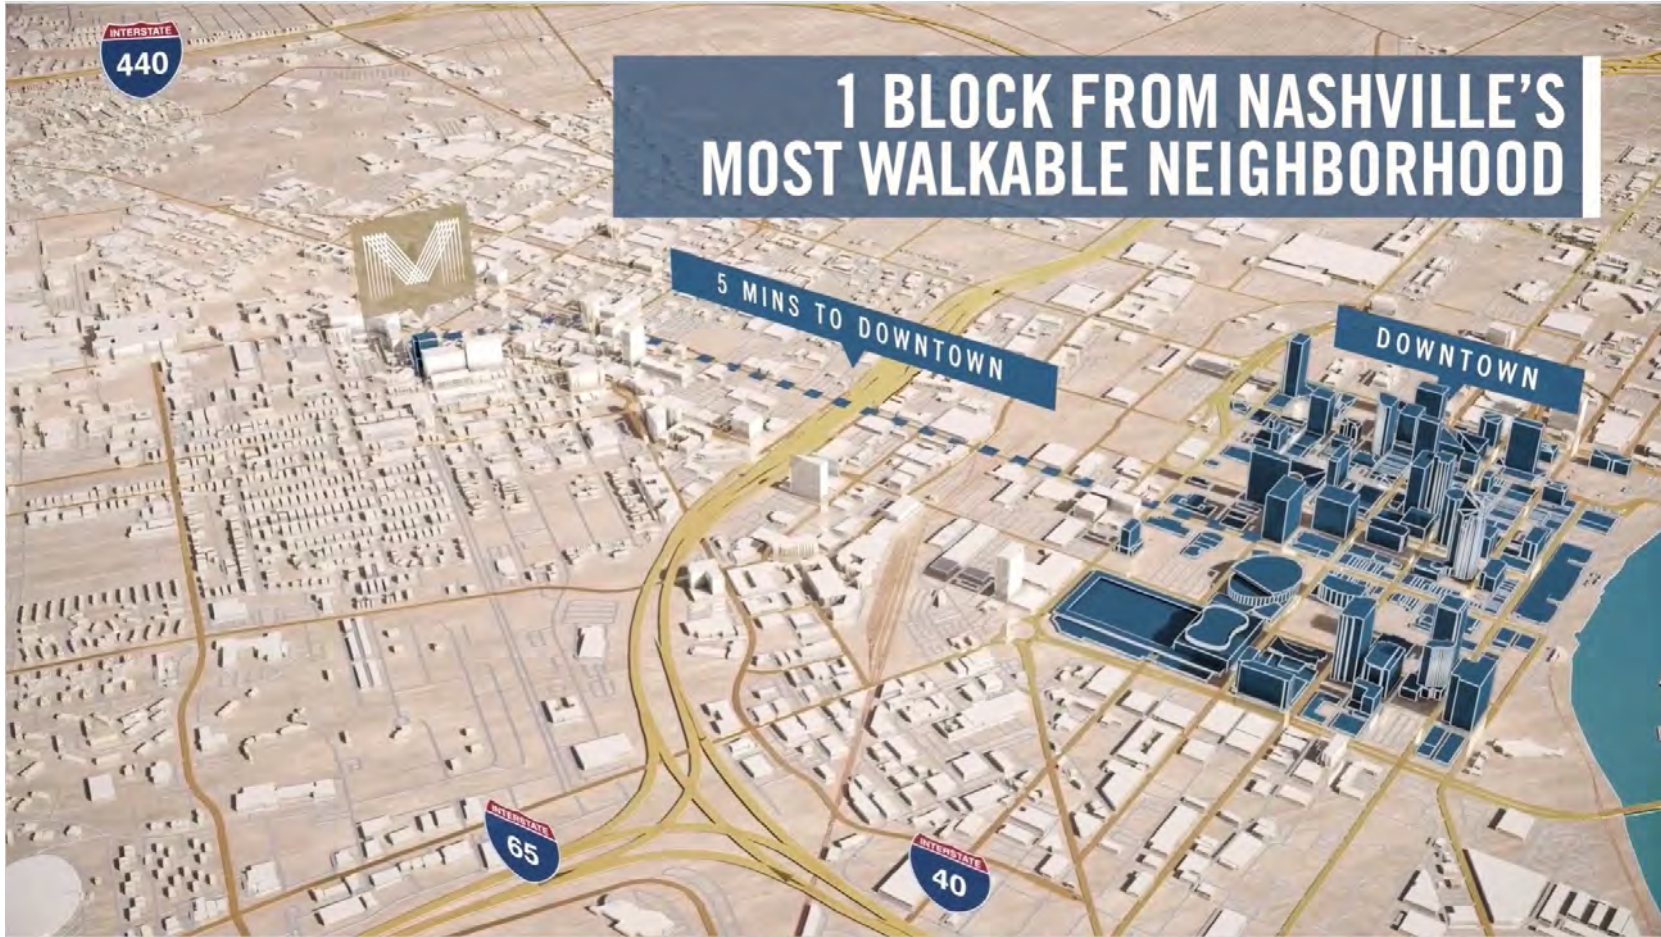 INTERSTATE
440
1 BLOCK FROM NASHVILLE'S
MOST WALKABLE NEIGHBORHOOD
M
5 MINS TO DOWNTOWN
DOWNTOWN
INTERSTATE
65
INTERSTATE
40